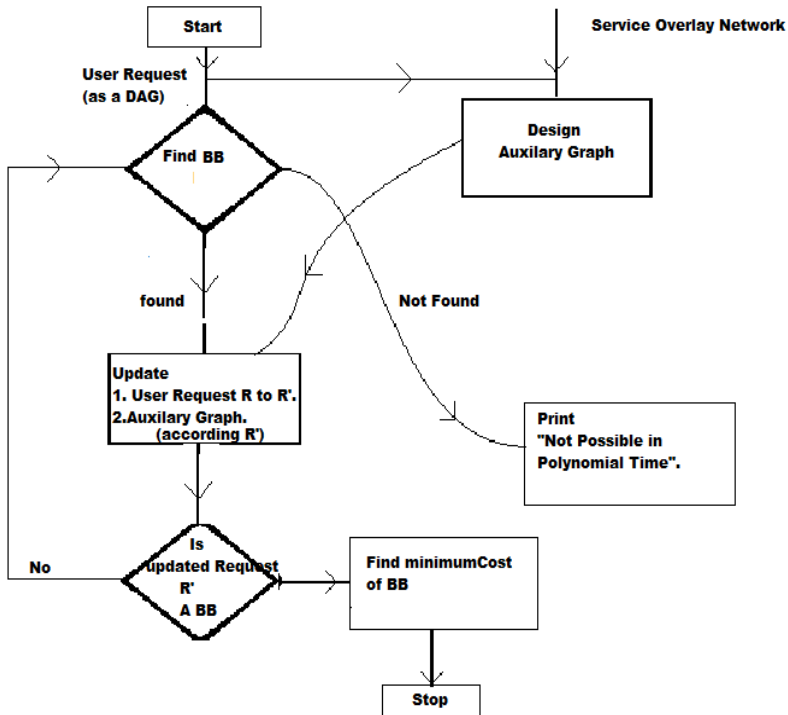 Start
Service Overlay Network
User Request
(as a DAG)
Design
Auxilary Graph
Find BB
found
Not Found
Update
1. User Request R to R'.
2.Auxilary Graph.
(according R')
Print
"Not Possible in
Polynomial Time".
Is
updated Request
R'
A BB
No
Find minimumCost
of BB
Stop